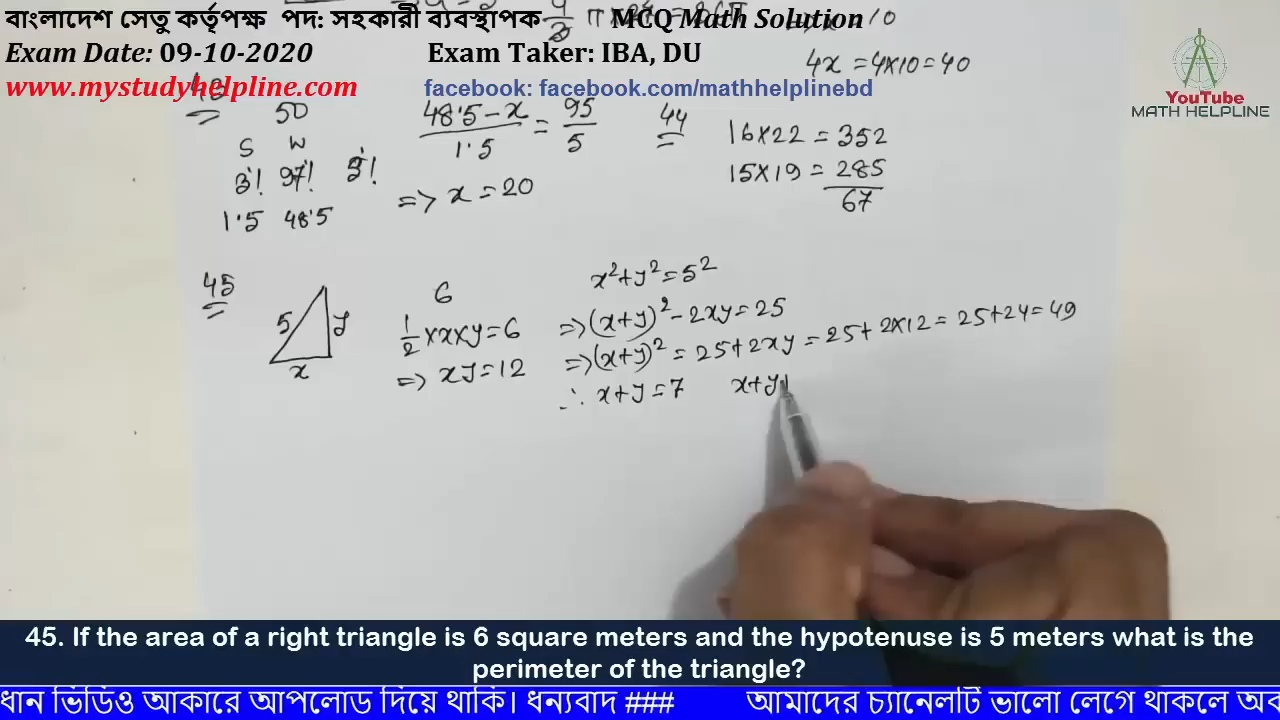 বাংলাদেশ সেতু কর্তৃপক্ষ পদ: সহকারী ব্যবস্থাপক MCQ Math Solution
Exam Date: 09-10-2020 Exam Taker: IBA, DU
4x = 4x10 = 40
www.mystudyhelpline.com facebook: facebook.com/mathhelplinebd
YouTube
MATH HELPLINE
50
S W
3% 97% 5%
1.5 48.5
48.5-x / 1.5 = 95 / 5
=> x = 20
44
16x22 = 352
15x19 = 285
67
45
5 y
x
6
1/2 × x × y = 6
=> xy = 12
x²+y² = 5²
=> (x+y)² - 2xy = 25
=> (x+y)² = 25+2xy = 25+2x12 = 25+24 = 49
∴ x+y = 7 x+y
45. If the area of a right triangle is 6 square meters and the hypotenuse is 5 meters what is the
perimeter of the triangle?
ধান ভিডিও আকারে আপলোড দিয়ে থাকি। ধন্যবাদ ### আমাদের চ্যানেলটি ভালো লেগে থাকলে